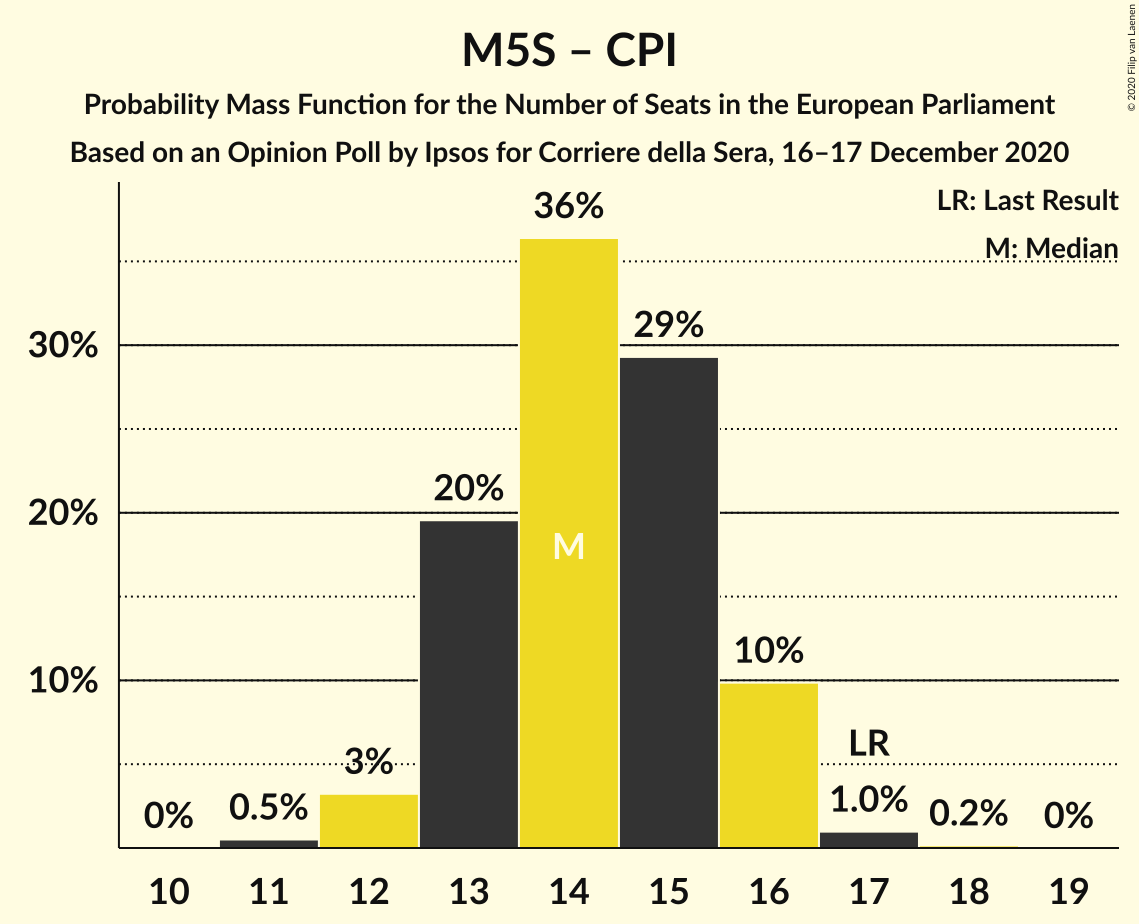 M5S – CPI
Probability Mass Function for the Number of Seats in the European Parliament
Based on an Opinion Poll by Ipsos for Corriere della Sera, 16–17 December 2020
© 2020 Filip van Laenen
LR: Last Result
M: Median
36%
29%
30%
20%
20%
M
10%
10%
LR
3%
1.0%
0.5%
0.2%
0%
0%
10 11 12 13 14 15 16 17 18 19